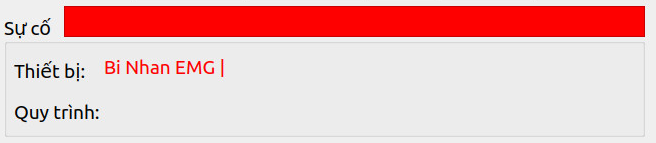 Sự cố
Thiết bị: Bi Nhan EMG |
Quy trình: